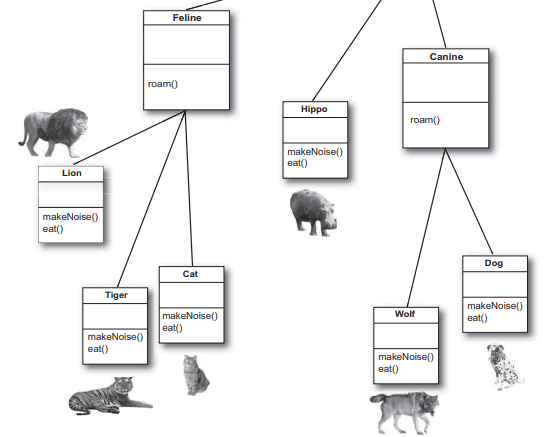 Feline
roam()
Canine
roam()
Hippo
makeNoise()
eat()
Lion
makeNoise()
eat()
Cat
makeNoise()
eat()
Tiger
makeNoise()
eat()
Dog
makeNoise()
eat()
Wolf
makeNoise()
eat()